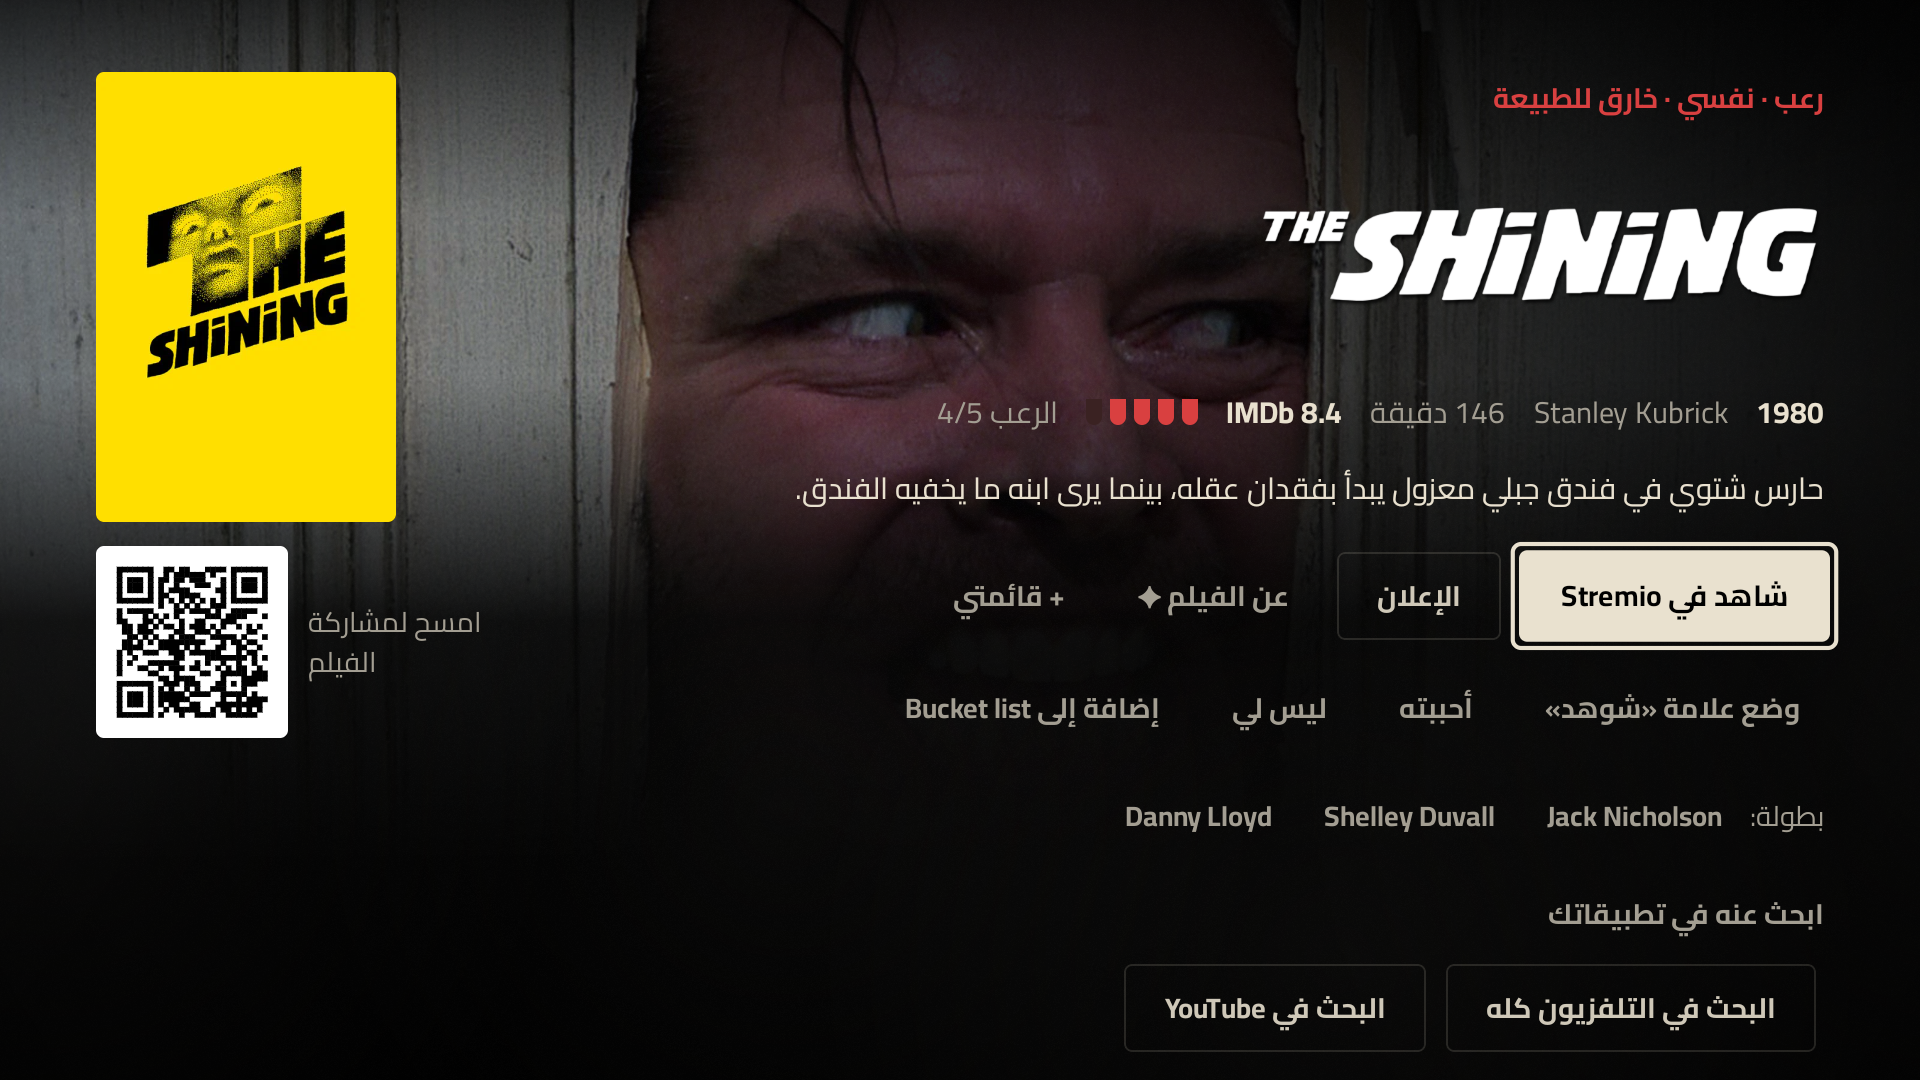 رعب · نفسي · خارق للطبيعة
THE SHiNiNG
1980 Stanley Kubrick 146 دقيقة IMDb 8.4 الرعب 4/5
حارس شتوي في فندق جبلي معزول يبدأ بفقدان عقله، بينما يرى ابنه ما يخفيه الفندق.
شاهد في Stremio الإعلان عن الفيلم ✦ + قائمتي
وضع علامة «شوهد» أحببته ليس لي إضافة إلى Bucket list
بطولة: Jack Nicholson Shelley Duvall Danny Lloyd
ابحث عنه في تطبيقاتك
البحث في التلفزيون كله البحث في YouTube
THE
SHiNiNG
امسح لمشاركة
الفيلم